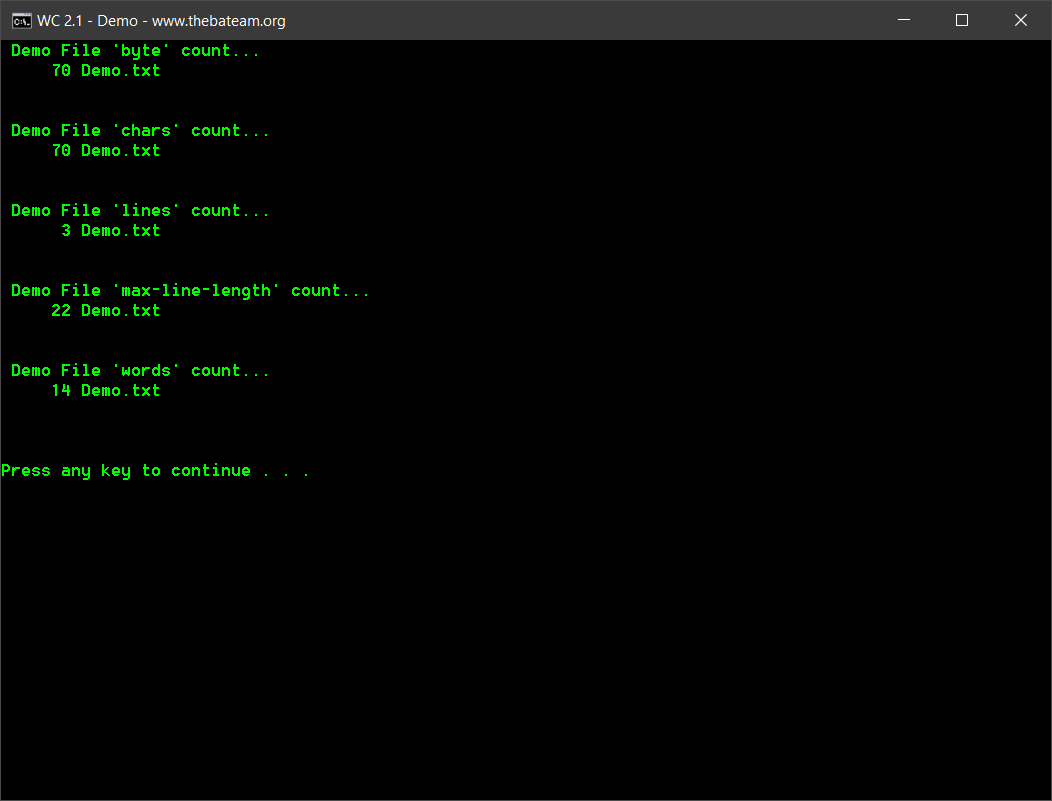 WC 2.1 - Demo - www.thebateam.org
Demo File 'byte' count...
70 Demo.txt
Demo File 'chars' count...
70 Demo.txt
Demo File 'lines' count...
3 Demo.txt
Demo File 'max-line-length' count...
22 Demo.txt
Demo File 'words' count...
14 Demo.txt
Press any key to continue . . .